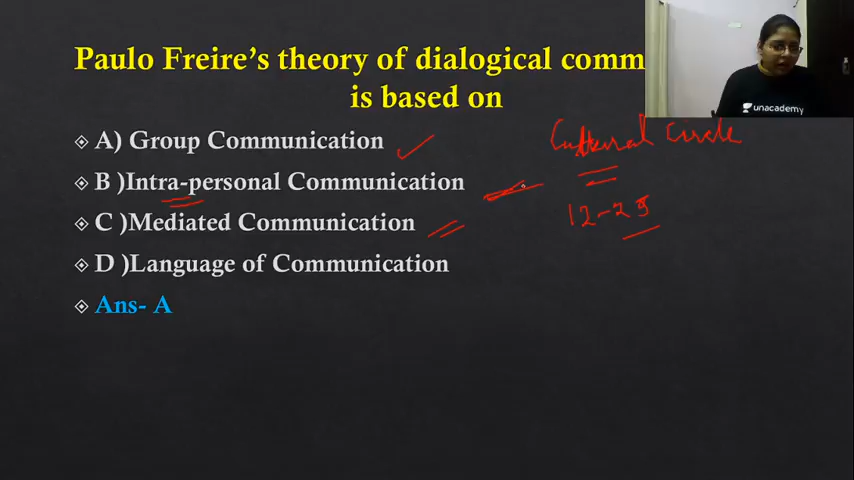 Paulo Freire's theory of dialogical comm
is based on
A) Group Communication
B )Intra-personal Communication
C )Mediated Communication
D )Language of Communication
Ans- A
Cultural Circle
12-25
unacademy